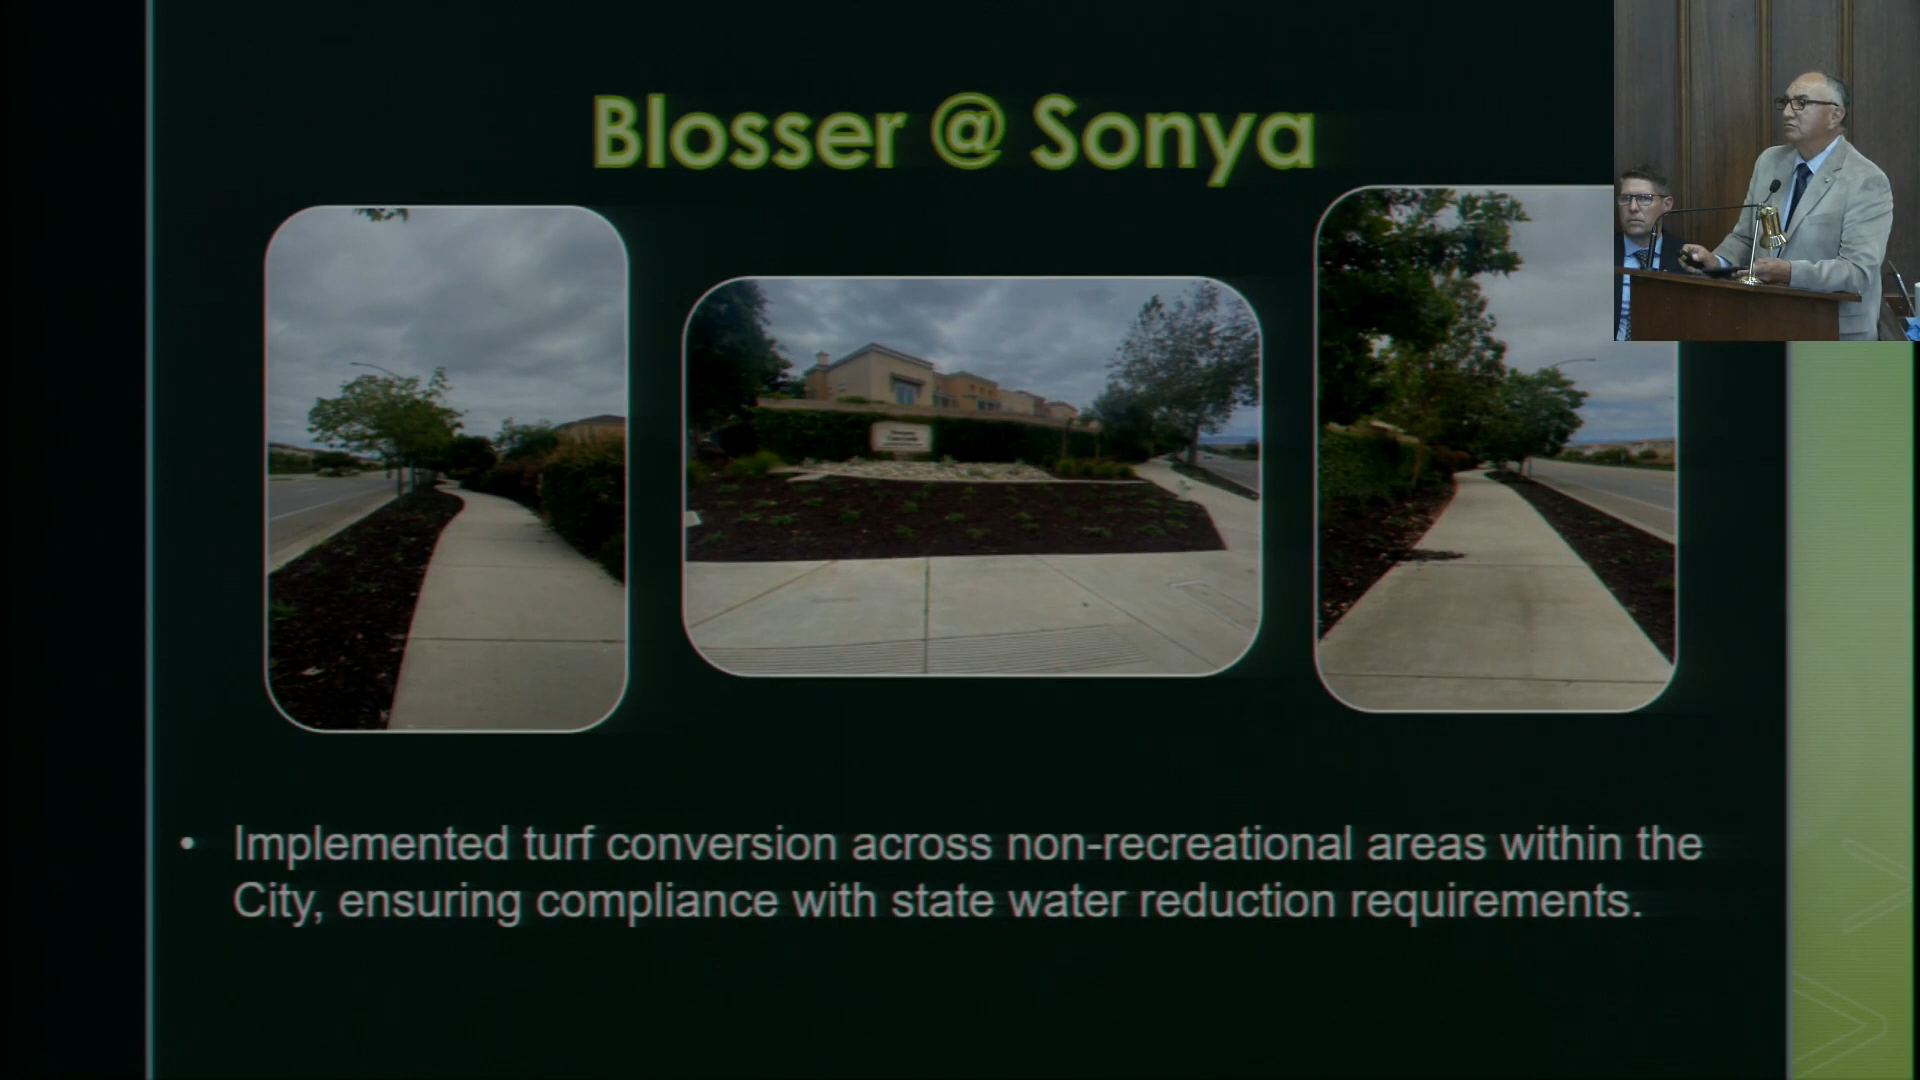 Blosser @ Sonya
• Implemented turf conversion across non-recreational areas within the
City, ensuring compliance with state water reduction requirements.